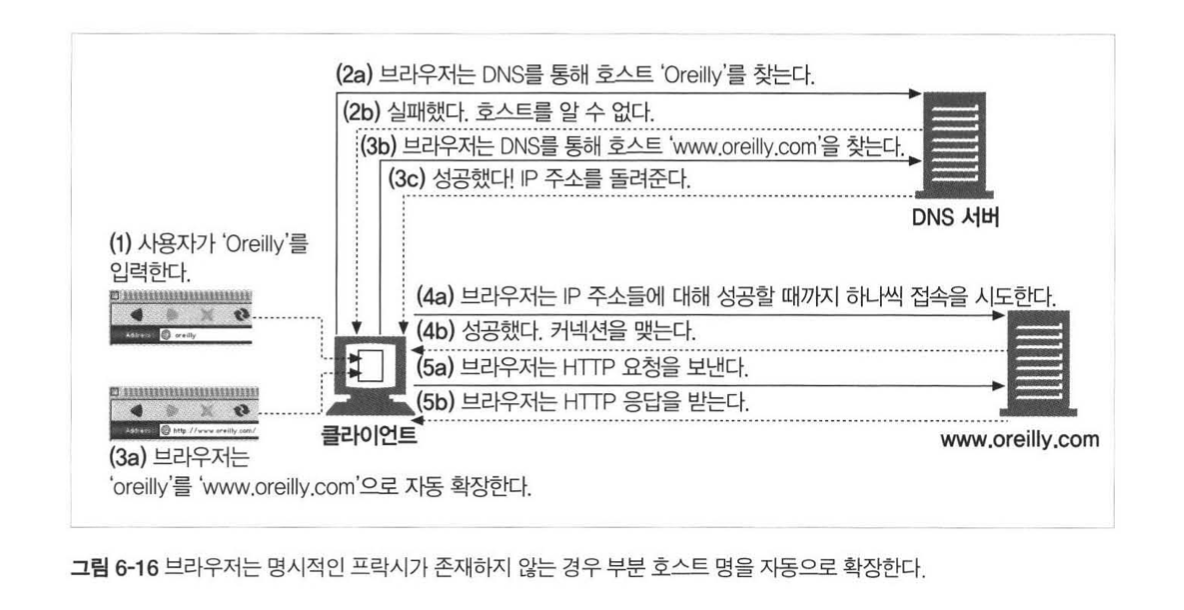 (2a) 브라우저는 DNS를 통해 호스트 'Oreilly'를 찾는다.
(2b) 실패했다. 호스트를 알 수 없다.
(3b) 브라우저는 DNS를 통해 호스트 'www.oreilly.com'을 찾는다.
(3c) 성공했다! IP 주소를 돌려준다.
DNS 서버
(1) 사용자가 'Oreilly'를
입력한다.
Address oreilly
(4a) 브라우저는 IP 주소들에 대해 성공할 때까지 하나씩 접속을 시도한다.
(4b) 성공했다. 커넥션을 맺는다.
(5a) 브라우저는 HTTP 요청을 보낸다.
(5b) 브라우저는 HTTP 응답을 받는다.
Address http://www.oreilly.com/
클라이언트
www.oreilly.com
(3a) 브라우저는
'oreilly'를 'www.oreilly.com'으로 자동 확장한다.
그림 6-16 브라우저는 명시적인 프락시가 존재하지 않는 경우 부분 호스트 명을 자동으로 확장한다.